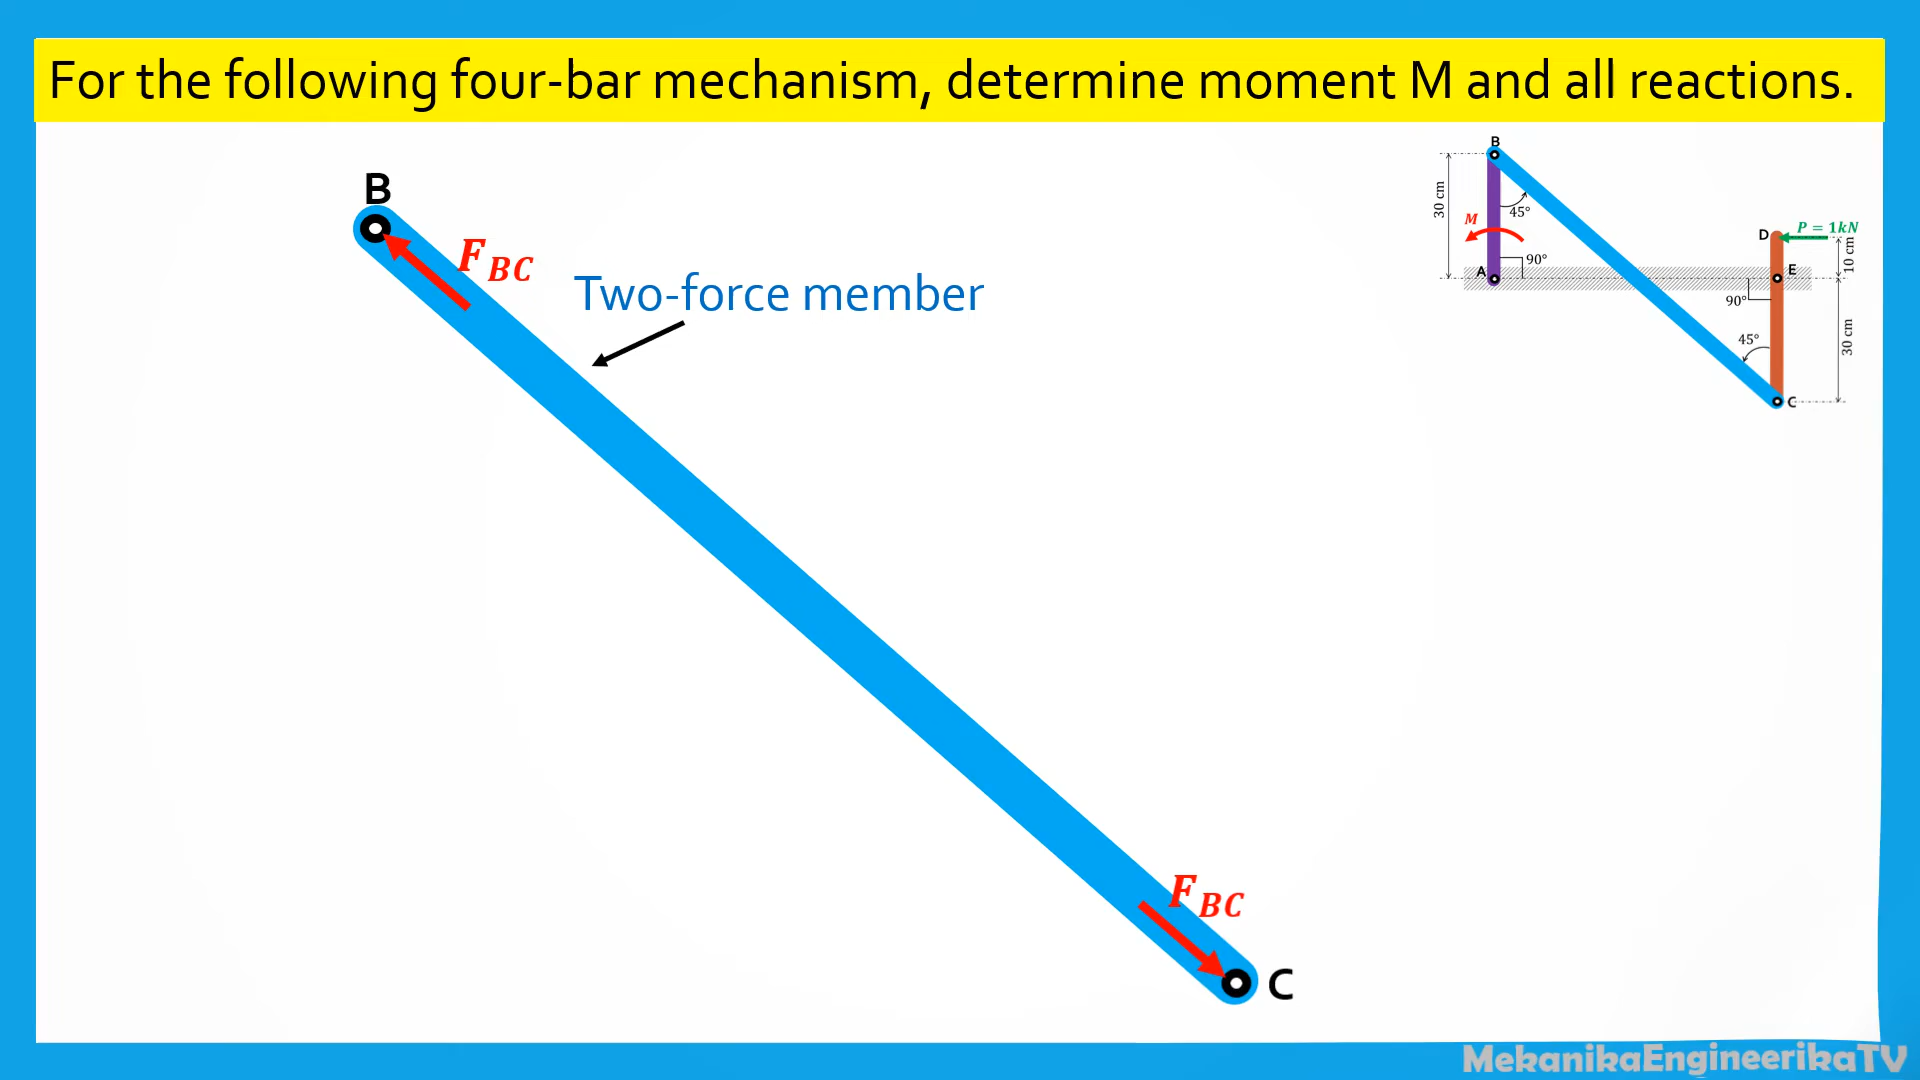 For the following four-bar mechanism, determine moment M and all reactions.
B
F_BC
Two-force member
F_BC
C
B
30 cm
45°
M
90°
A
D
P = 1kN
10 cm
E
90°
45°
30 cm
C
MekanikaEngineerikaTV